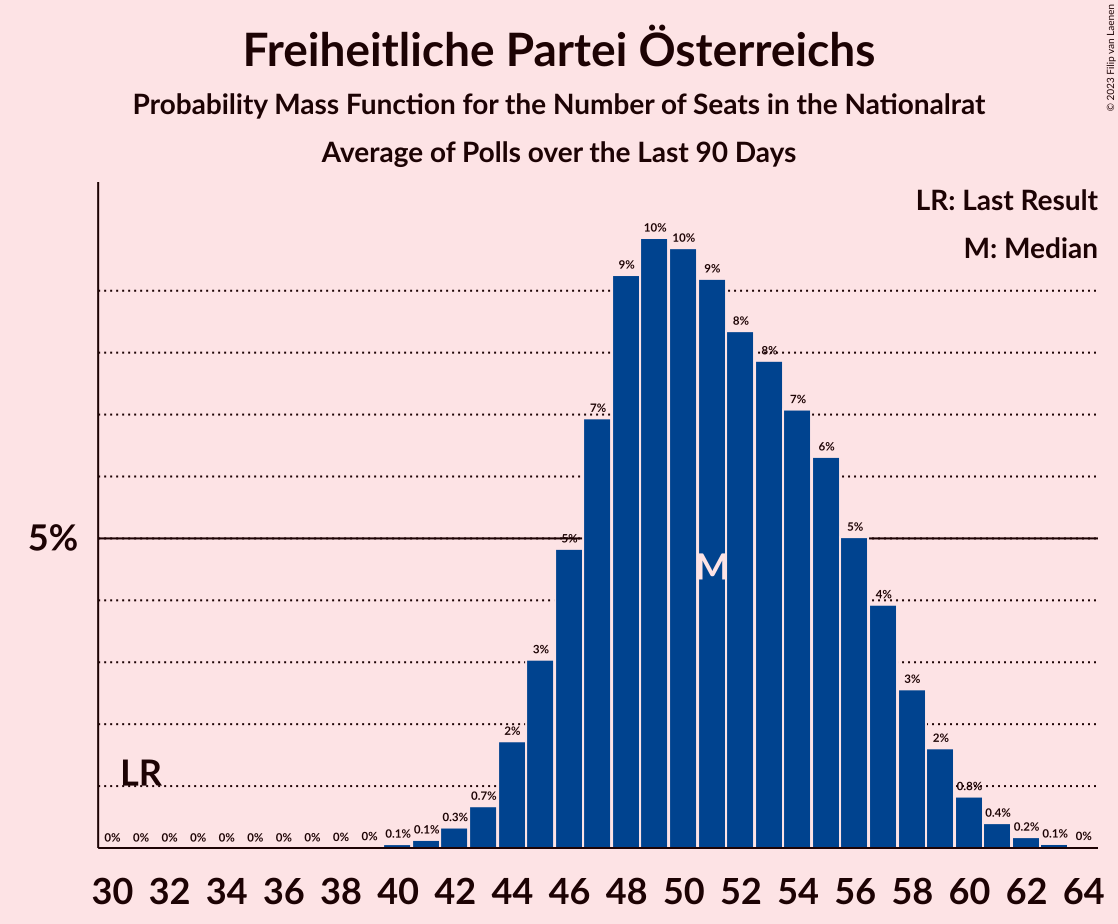 Freiheitliche Partei Österreichs
Probability Mass Function for the Number of Seats in the Nationalrat
Average of Polls over the Last 90 Days
© 2023 Filip van Laenen
LR: Last Result
M: Median
5%
LR
M
0% 0% 0% 0% 0% 0% 0% 0% 0% 0% 0.1% 0.1% 0.3% 0.7% 2% 3% 5% 7% 9% 10% 10% 9% 8% 8% 7% 6% 5% 4% 3% 2% 0.8% 0.4% 0.2% 0.1% 0%
30 32 34 36 38 40 42 44 46 48 50 52 54 56 58 60 62 64